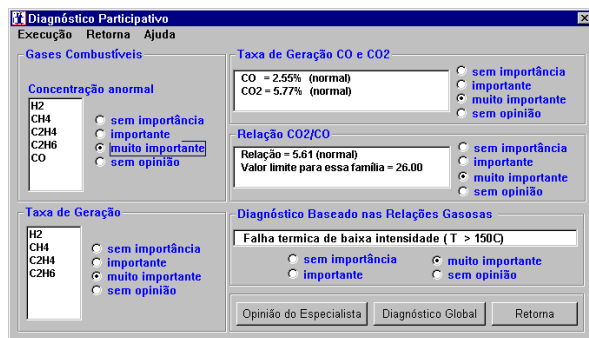 Diagnóstico Participativo
Execução Retorna Ajuda
Gases Combustíveis
Concentração anormal
H2
CH4
C2H4
C2H6
CO
sem importância
importante
muito importante
sem opinião
Taxa de Geração
H2
CH4
C2H4
C2H6
sem importância
importante
muito importante
sem opinião
Taxa de Geração CO e CO2
CO = 2.55% (normal)
CO2 = 5.77% (normal)
sem importância
importante
muito importante
sem opinião
Relação CO2/CO
Relação = 5.61 (normal)
Valor limite para essa família = 26.00
sem importância
importante
muito importante
sem opinião
Diagnóstico Baseado nas Relações Gasosas
Falha termica de baixa intensidade ( T > 150C)
sem importância muito importante
importante sem opinião
Opinião do Especialista Diagnóstico Global Retorna